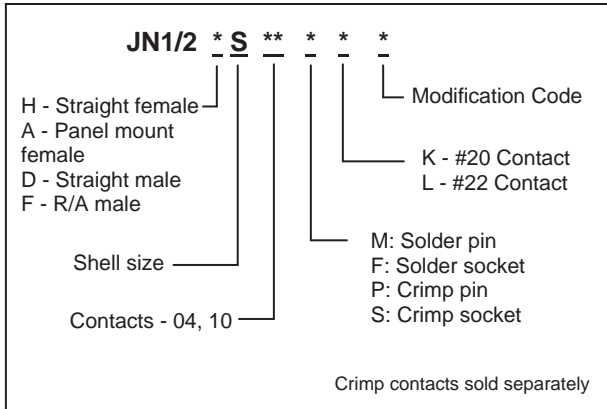 JN1/2 * S ** * * *
H - Straight female
A - Panel mount
female
D - Straight male
F - R/A male
Shell size
Contacts - 04, 10
Modification Code
K - #20 Contact
L - #22 Contact
M: Solder pin
F: Solder socket
P: Crimp pin
S: Crimp socket
Crimp contacts sold separately